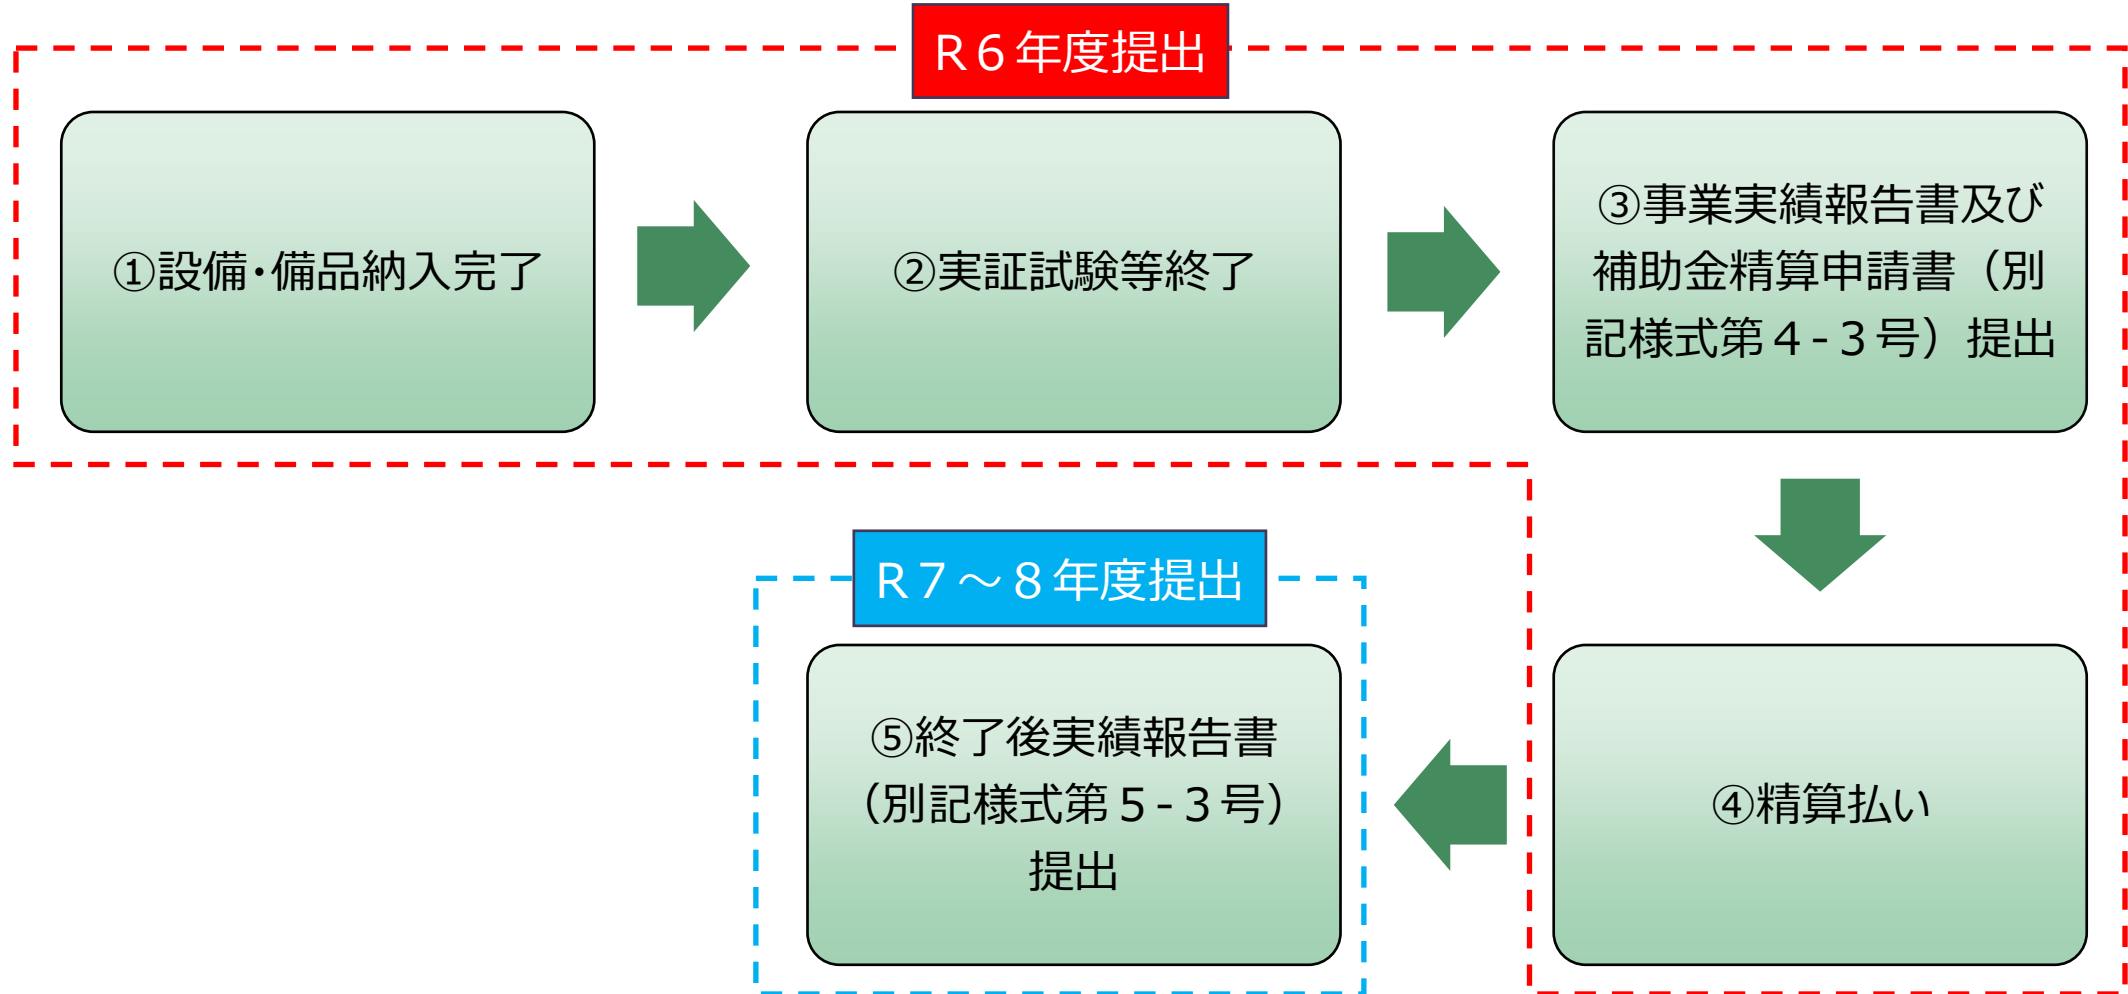 R６年度提出
①設備・備品納入完了
②実証試験等終了
③事業実績報告書及び
補助金精算申請書（別
記様式第４-３号）提出
④精算払い
R７～８年度提出
⑤終了後実績報告書
（別記様式第５-３号）
提出